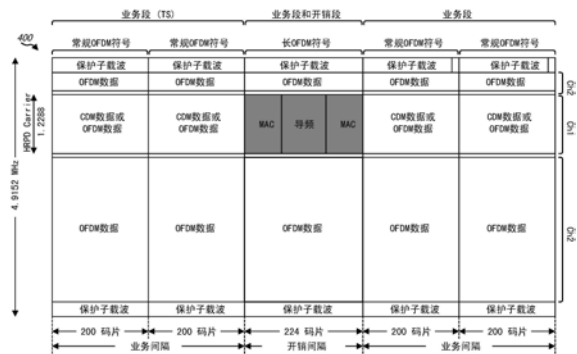 业务段 (TS) 业务段和开销段 业务段
400
常规OFDM符号 常规OFDM符号 长OFDM符号 常规OFDM符号 常规OFDM符号
保护子载波 保护子载波 保护子载波 保护子载波 保护子载波
OFDM数据 OFDM数据 OFDM数据 OFDM数据 OFDM数据
Ch2
HRPD Carrier
1.2288
CDM数据或 CDM数据或 CDM数据或 CDM数据或
OFDM数据 OFDM数据 OFDM数据 OFDM数据
MAC 导频 MAC
Ch1
4.9152 MHz
OFDM数据 OFDM数据 OFDM数据 OFDM数据 OFDM数据
Ch2
保护子载波 保护子载波 保护子载波 保护子载波 保护子载波
200 码片 200 码片 224 码片 200 码片 200 码片
业务间隔 开销间隔 业务间隔